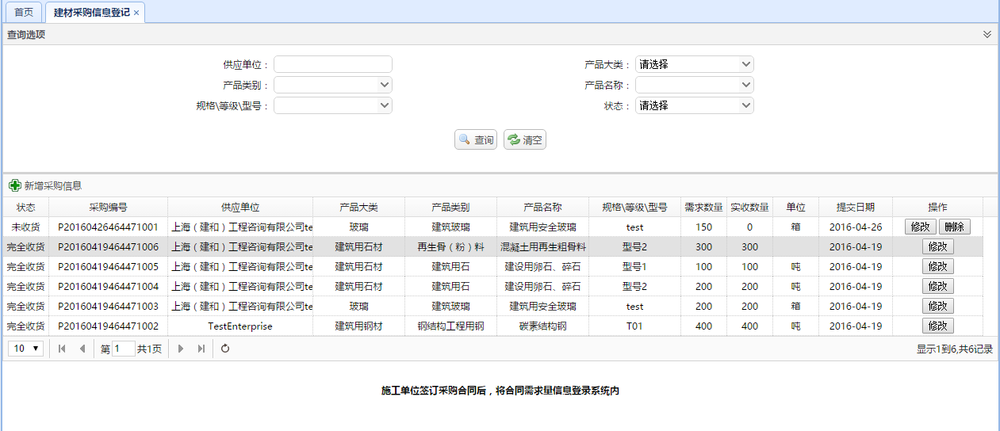 首页 建材采购信息登记 ×
查询选项
供应单位： 产品大类： 请选择
产品类别： 产品名称：
规格\等级\型号： 状态： 请选择
查询 清空
新增采购信息
状态 采购编号 供应单位 产品大类 产品类别 产品名称 规格\等级\型号 需求数量 实收数量 单位 提交日期 操作
未收货 P20160426464471001 上海（建和）工程咨询有限公司te 玻璃 建筑玻璃 建筑用安全玻璃 test 150 0 箱 2016-04-26 修改 删除
完全收货 P20160419464471006 上海（建和）工程咨询有限公司te 建筑用石材 再生骨（粉）料 混凝土用再生粗骨料 型号2 300 300 2016-04-19 修改
完全收货 P20160419464471005 上海（建和）工程咨询有限公司te 建筑用石材 建筑用石 建设用卵石、碎石 型号1 100 100 吨 2016-04-19 修改
完全收货 P20160419464471004 上海（建和）工程咨询有限公司te 建筑用石材 建筑用石 建设用卵石、碎石 型号2 200 200 吨 2016-04-19 修改
完全收货 P20160419464471003 上海（建和）工程咨询有限公司te 玻璃 建筑玻璃 建筑用安全玻璃 test 200 200 箱 2016-04-19 修改
完全收货 P20160419464471002 TestEnterprise 建筑用钢材 钢结构工程用钢 碳素结构钢 T01 400 400 吨 2016-04-19 修改
10 第 1 共1页 显示1到6,共6记录
施工单位签订采购合同后，将合同需求量信息登录系统内